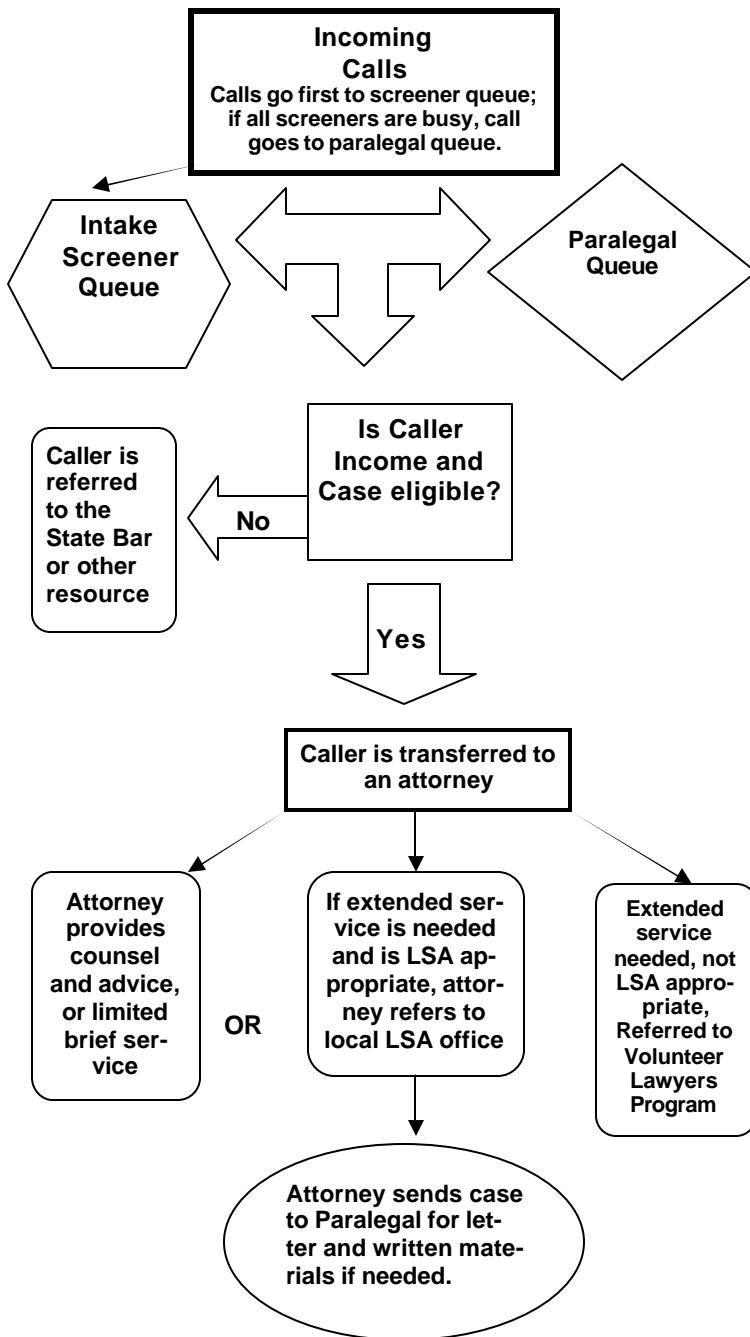 Incoming
Calls
Calls go first to screener queue;
if all screeners are busy, call
goes to paralegal queue.
Intake
Screener
Queue
Paralegal
Queue
Is Caller
Income and
Case eligible?
No
Caller is
referred
to the
State Bar
or other
resource
Yes
Caller is transferred to
an attorney
Attorney
provides
counsel
and advice,
or limited
brief ser-
vice
OR
If extended ser-
vice is needed
and is LSA ap-
propriate, attor-
ney refers to
local LSA office
Extended
service
needed, not
LSA appro-
priate,
Referred to
Volunteer
Lawyers
Program
Attorney sends case
to Paralegal for let-
ter and written mate-
rials if needed.